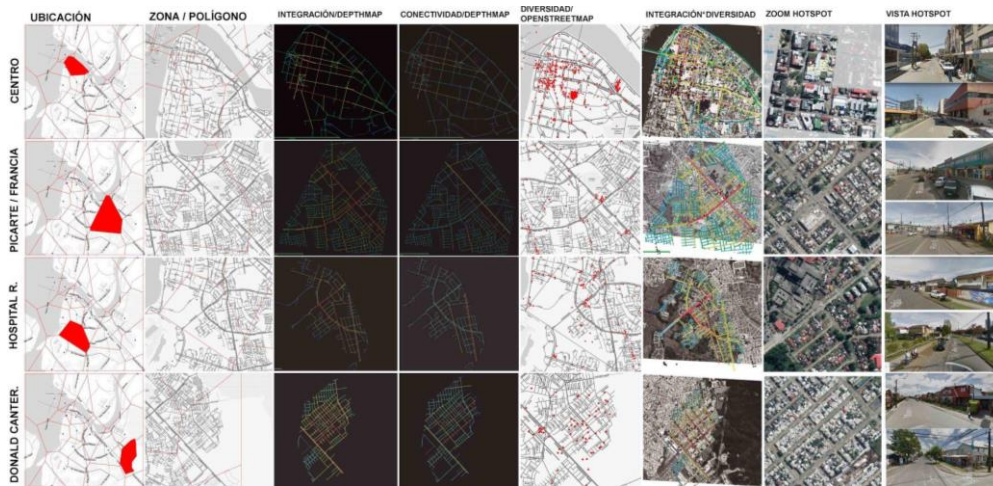 UBICACIÓN
ZONA / POLÍGONO
INTEGRACIÓN/DEPTHMAP
CONECTIVIDAD/DEPTHMAP
DIVERSIDAD/
OPENSTREETMAP
INTEGRACIÓN*DIVERSIDAD
ZOOM HOTSPOT
VISTA HOTSPOT
CENTRO
PICARTE / FRANCIA
HOSPITAL R.
DONALD CANTER.